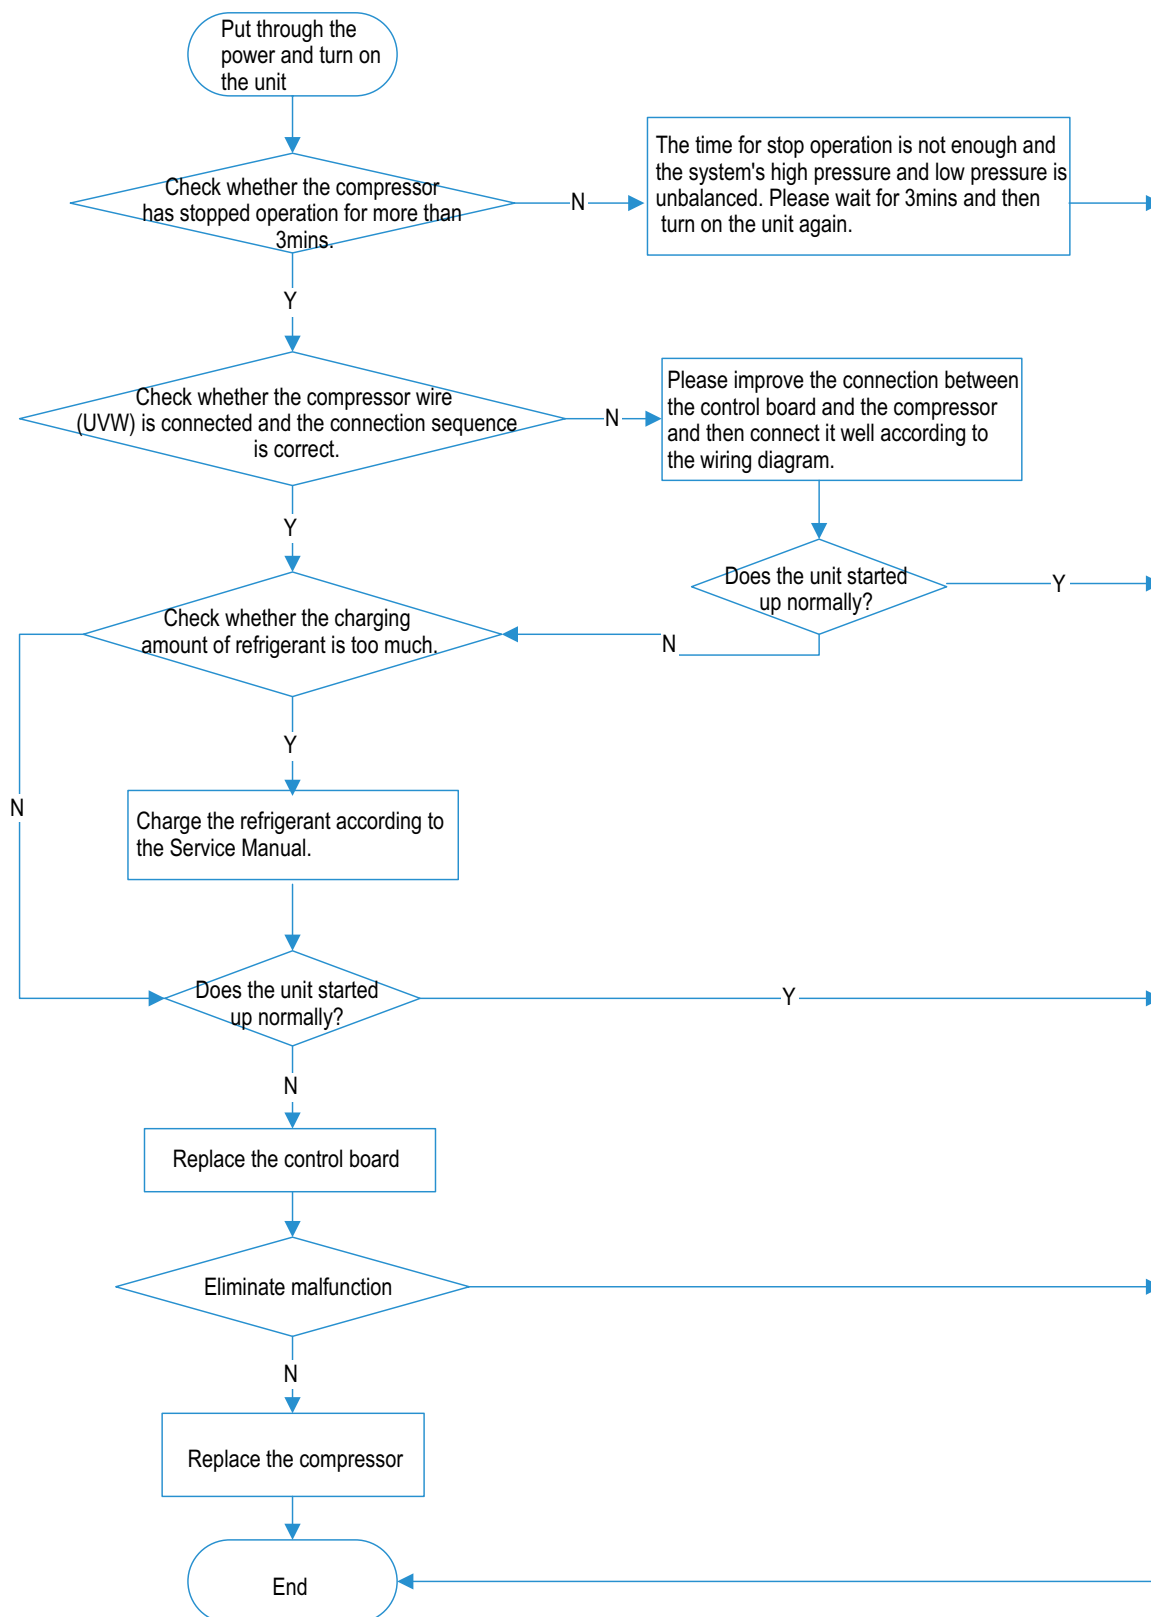 Put through the
power and turn on
the unit
Check whether the compressor
has stopped operation for more than
3mins.
N
The time for stop operation is not enough and
the system's high pressure and low pressure is
unbalanced. Please wait for 3mins and then
turn on the unit again.
Y
Check whether the compressor wire
(UVW) is connected and the connection sequence
is correct.
N
Please improve the connection between
the control board and the compressor
and then connect it well according to
the wiring diagram.
Y
Does the unit started
up normally?
Y
N
Check whether the charging
amount of refrigerant is too much.
Y
N
Charge the refrigerant according to
the Service Manual.
Does the unit started
up normally?
Y
N
Replace the control board
Eliminate malfunction
N
Replace the compressor
End